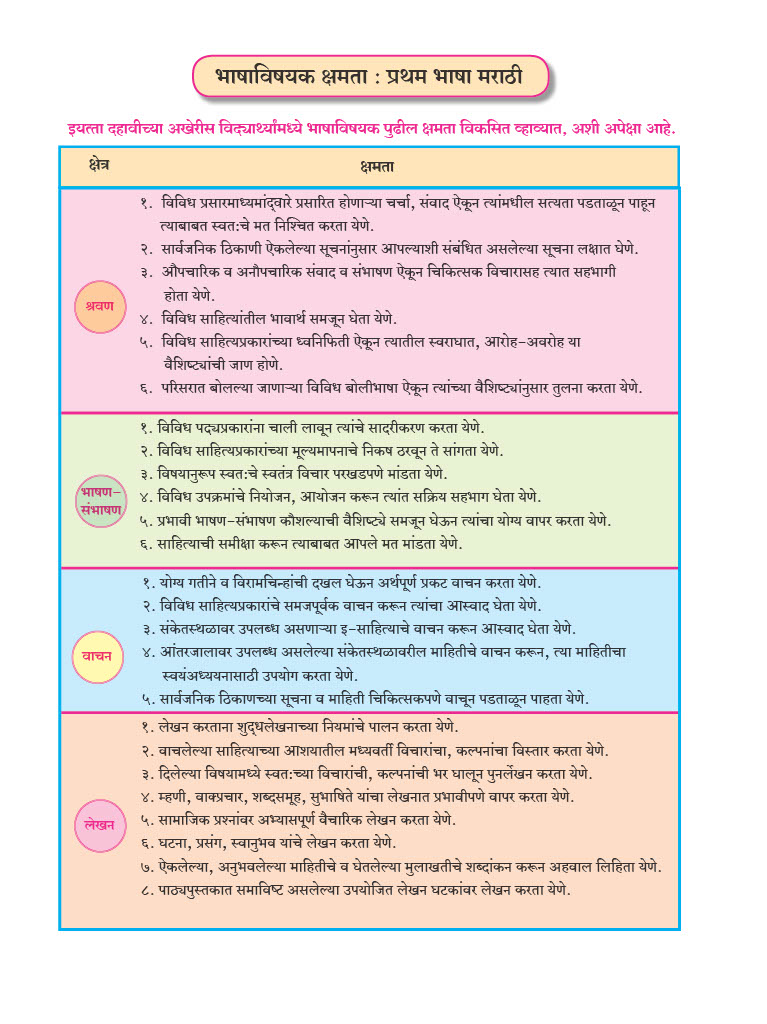 भाषाविषयक क्षमता : प्रथम भाषा मराठी
इयत्ता दहावीच्या अखेरीस विद्यार्थ्यांमध्ये भाषाविषयक पुढील क्षमता विकसित व्हाव्यात, अशी अपेक्षा आहे.
क्षेत्र क्षमता
श्रवण
१. विविध प्रसारमाध्यमांद्‌वारे प्रसारित होणाऱ्या चर्चा, संवाद ऐकून त्यांमधील सत्यता पडताळून पाहून
त्याबाबत स्वत:चे मत निश्चित करता येणे.
२. सार्वजनिक ठिकाणी ऐकलेल्या सूचनांनुसार आपल्याशी संबंधित असलेल्या सूचना लक्षात घेणे.
३. औपचारिक व अनौपचारिक संवाद व संभाषण ऐकून चिकित्सक विचारासह त्यात सहभागी
होता येणे.
४. विविध साहित्यांतील भावार्थ समजून घेता येणे.
५. विविध साहित्यप्रकारांच्या ध्वनिफिती ऐकून त्यातील स्वराघात, आरोह-अवरोह या
वैशिष्ट्यांची जाण होणे.
६. परिसरात बोलल्या जाणाऱ्या विविध बोलीभाषा ऐकून त्यांच्या वैशिष्ट्यांनुसार तुलना करता येणे.
भाषण-
संभाषण
१. विविध पद्यप्रकारांना चाली लावून त्यांचे सादरीकरण करता येणे.
२. विविध साहित्यप्रकारांच्या मूल्यमापनाचे निकष ठरवून ते सांगता येणे.
३. विषयानुरूप स्वत:चे स्वतंत्र विचार परखडपणे मांडता येणे.
४. विविध उपक्रमांचे नियोजन, आयोजन करून त्यांत सक्रिय सहभाग घेता येणे.
५. प्रभावी भाषण-संभाषण कौशल्याची वैशिष्ट्ये समजून घेऊन त्यांचा योग्य वापर करता येणे.
६. साहित्याची समीक्षा करून त्याबाबत आपले मत मांडता येणे.
वाचन
१. योग्य गतीने व विरामचिन्हांची दखल घेऊन अर्थपूर्ण प्रकट वाचन करता येणे.
२. विविध साहित्यप्रकारांचे समजपूर्वक वाचन करून त्यांचा आस्वाद घेता येणे.
३. संकेतस्थळावर उपलब्ध असणाऱ्या इ-साहित्याचे वाचन करून आस्वाद घेता येणे.
४. आंतरजालावर उपलब्ध असलेल्या संकेतस्थळावरील माहितीचे वाचन करून, त्या माहितीचा
स्वयंअध्ययनासाठी उपयोग करता येणे.
५. सार्वजनिक ठिकाणच्या सूचना व माहिती चिकित्सकपणे वाचून पडताळून पाहता येणे.
लेखन
१. लेखन करताना शुद्‌धलेखनाच्या नियमांचे पालन करता येणे.
२. वाचलेल्या साहित्याच्या आशयातील मध्यवर्ती विचारांचा, कल्पनांचा विस्तार करता येणे.
३. दिलेल्या विषयामध्ये स्वत:च्या विचारांची, कल्पनांची भर घालून पुनर्लेखन करता येणे.
४. म्हणी, वाक्प्रचार, शब्दसमूह, सुभाषिते यांचा लेखनात प्रभावीपणे वापर करता येणे.
५. सामाजिक प्रश्नांवर अभ्यासपूर्ण वैचारिक लेखन करता येणे.
६. घटना, प्रसंग, स्वानुभव यांचे लेखन करता येणे.
७. ऐकलेल्या, अनुभवलेल्या माहितीचे व घेतलेल्या मुलाखतीचे शब्दांकन करून अहवाल लिहिता येणे.
८. पाठ्यपुस्तकात समाविष्ट असलेल्या उपयोजित लेखन घटकांवर लेखन करता येणे.